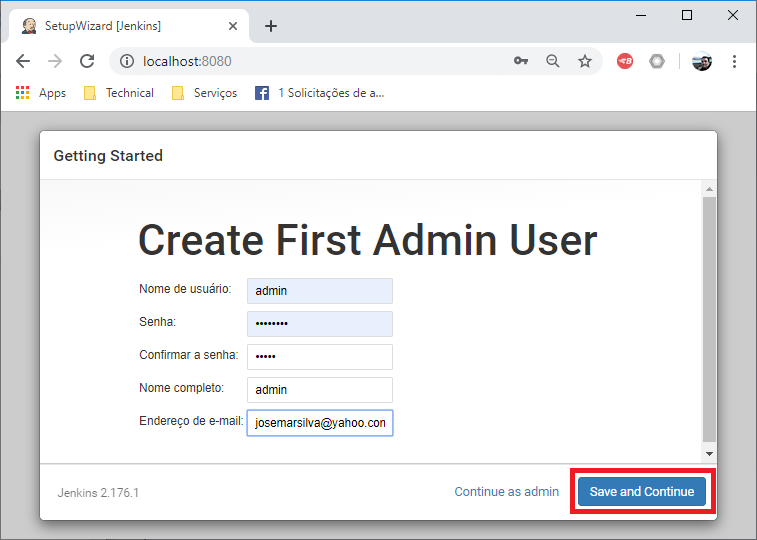 SetupWizard [Jenkins]
localhost:8080
Apps Technical Serviços 1 Solicitações de a...
Getting Started
Create First Admin User
Nome de usuário: admin
Senha: ••••••••
Confirmar a senha: •••••
Nome completo: admin
Endereço de e-mail: josemarsilva@yahoo.com
Jenkins 2.176.1 Continue as admin Save and Continue